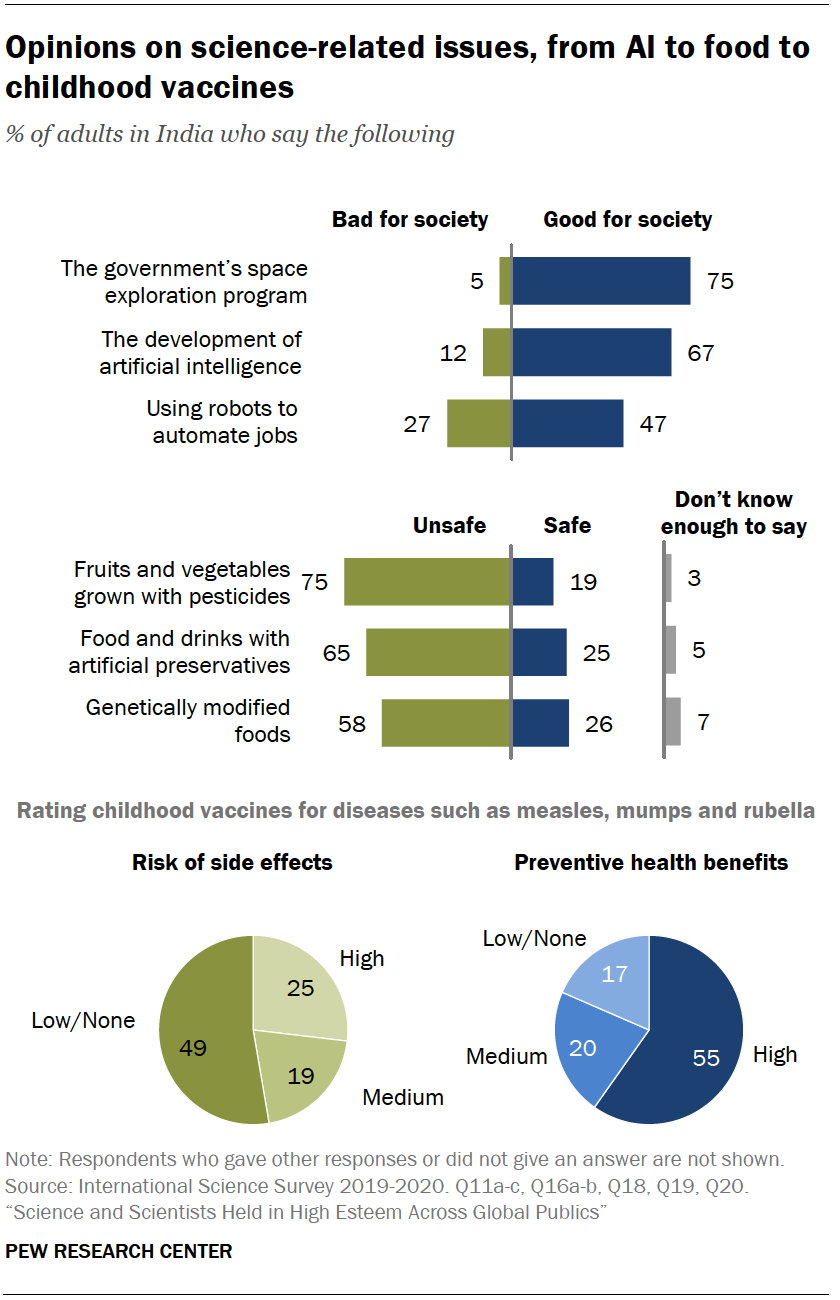 Opinions on science-related issues, from AI to food to
childhood vaccines
% of adults in India who say the following
Bad for society Good for society
The government's space
exploration program
5 75
The development of
artificial intelligence
12 67
Using robots to
automate jobs
27 47
Unsafe Safe
Don't know
enough to say
Fruits and vegetables
grown with pesticides
75 19 3
Food and drinks with
artificial preservatives
65 25 5
Genetically modified
foods
58 26 7
Rating childhood vaccines for diseases such as measles, mumps and rubella
Risk of side effects
High
25
Low/None
49
19
Medium
Preventive health benefits
Low/None
17
Medium
20
55
High
Note: Respondents who gave other responses or did not give an answer are not shown.
Source: International Science Survey 2019-2020. Q11a-c, Q16a-b, Q18, Q19, Q20.
“Science and Scientists Held in High Esteem Across Global Publics”
PEW RESEARCH CENTER